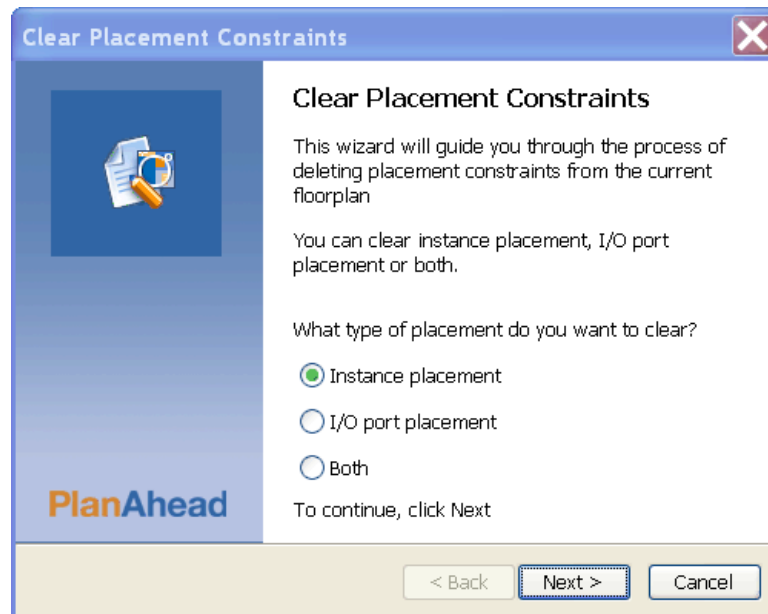 Clear Placement Constraints
Clear Placement Constraints
This wizard will guide you through the process of
deleting placement constraints from the current
floorplan
You can clear instance placement, I/O port
placement or both.
What type of placement do you want to clear?
Instance placement
I/O port placement
Both
PlanAhead
To continue, click Next
< Back
Next >
Cancel